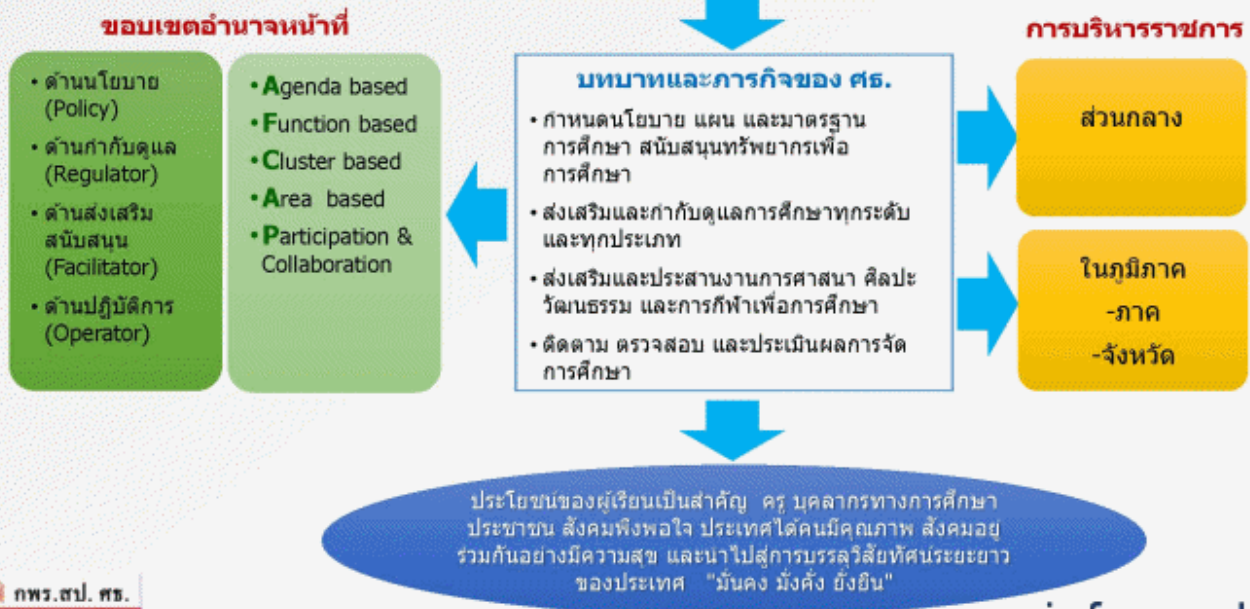 ขอบเขตอำนาจหน้าที่
• ด้านนโยบาย
(Policy)
• ด้านกำกับดูแล
(Regulator)
• ด้านส่งเสริม
สนับสนุน
(Facilitator)
• ด้านปฏิบัติการ
(Operator)
•Agenda based
•Function based
•Cluster based
•Area based
•Participation &
Collaboration
บทบาทและภารกิจของ ศธ.
• กำหนดนโยบาย แผน และมาตรฐาน
การศึกษา สนับสนุนทรัพยากรเพื่อ
การศึกษา
• ส่งเสริมและกำกับดูแลการศึกษาทุกระดับ
และทุกประเภท
• ส่งเสริมและประสานงานการศาสนา ศิลปะ
วัฒนธรรม และการกีฬาเพื่อการศึกษา
• ติดตาม ตรวจสอบ และประเมินผลการจัด
การศึกษา
การบริหารราชการ
ส่วนกลาง
ในภูมิภาค
-ภาค
-จังหวัด
ประโยชน์ของผู้เรียนเป็นสำคัญ ครู บุคลากรทางการศึกษา
ประชาชน สังคมพึงพอใจ ประเทศได้คนมีคุณภาพ สังคมอยู่
ร่วมกันอย่างมีความสุข และนำไปสู่การบรรลุวิสัยทัศน์ระยะยาว
ของประเทศ "มั่นคง มั่งคั่ง ยั่งยืน"
กพร.สป. ศธ.